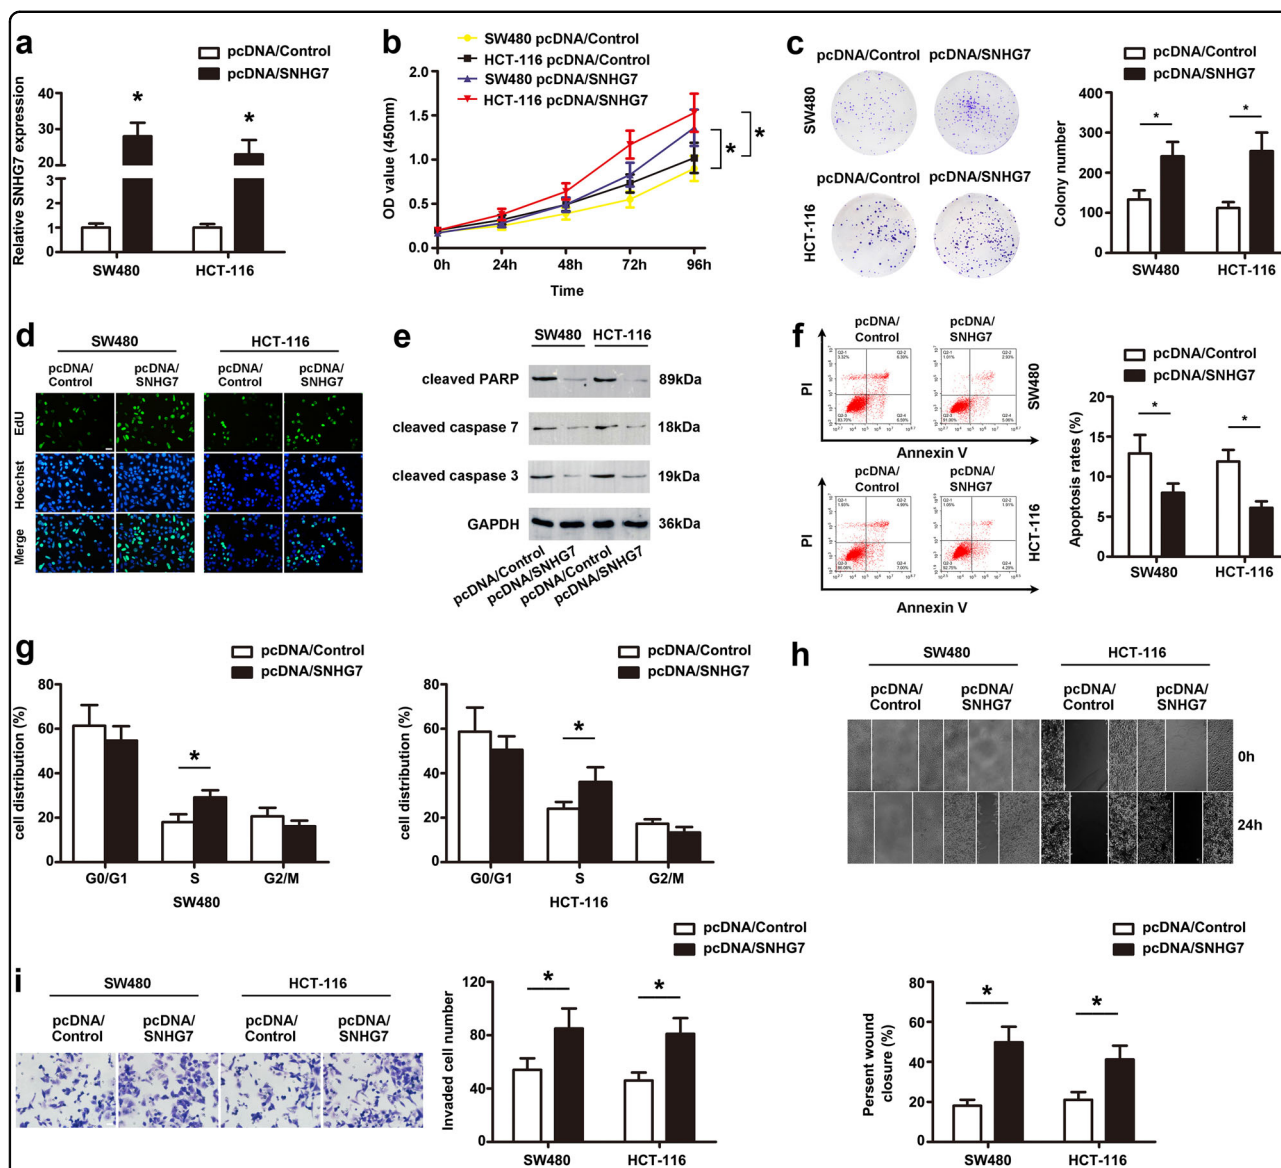 a
pcDNA/Control
pcDNA/SNHG7
Relative SNHG7 expression
40
30
20
3
2
1
0
*
*
SW480
HCT-116
b
SW480 pcDNA/Control
HCT-116 pcDNA/Control
SW480 pcDNA/SNHG7
HCT-116 pcDNA/SNHG7
OD value (450nm)
2.0
1.5
1.0
0.5
0.0
*
*
0h
24h
48h
72h
96h
Time
c
pcDNA/Control
pcDNA/SNHG7
SW480
pcDNA/Control
pcDNA/SNHG7
HCT-116
pcDNA/Control
pcDNA/SNHG7
Colony number
400
300
200
100
0
*
*
SW480
HCT-116
d
SW480
HCT-116
pcDNA/
Control
pcDNA/
SNHG7
pcDNA/
Control
pcDNA/
SNHG7
EdU
Hoechst
Merge
e
SW480
HCT-116
cleaved PARP
89kDa
cleaved caspase 7
18kDa
cleaved caspase 3
19kDa
GAPDH
36kDa
pcDNA/Control
pcDNA/SNHG7
pcDNA/Control
pcDNA/SNHG7
f
pcDNA/
Control
pcDNA/
SNHG7
PI
SW480
Annexin V
pcDNA/
Control
pcDNA/
SNHG7
PI
HCT-116
Annexin V
pcDNA/Control
pcDNA/SNHG7
Apoptosis rates (%)
20
15
10
5
0
*
*
SW480
HCT-116
g
pcDNA/Control
pcDNA/SNHG7
cell distribution (%)
80
60
40
20
0
*
G0/G1
S
G2/M
SW480
pcDNA/Control
pcDNA/SNHG7
cell distribution (%)
80
60
40
20
0
*
G0/G1
S
G2/M
HCT-116
h
SW480
HCT-116
pcDNA/
Control
pcDNA/
SNHG7
pcDNA/
Control
pcDNA/
SNHG7
0h
24h
i
SW480
HCT-116
pcDNA/
Control
pcDNA/
SNHG7
pcDNA/
Control
pcDNA/
SNHG7
pcDNA/Control
pcDNA/SNHG7
Invaded cell number
120
80
40
0
*
*
SW480
HCT-116
pcDNA/Control
pcDNA/SNHG7
Persent wound
closure (%)
80
60
40
20
0
*
*
SW480
HCT-116